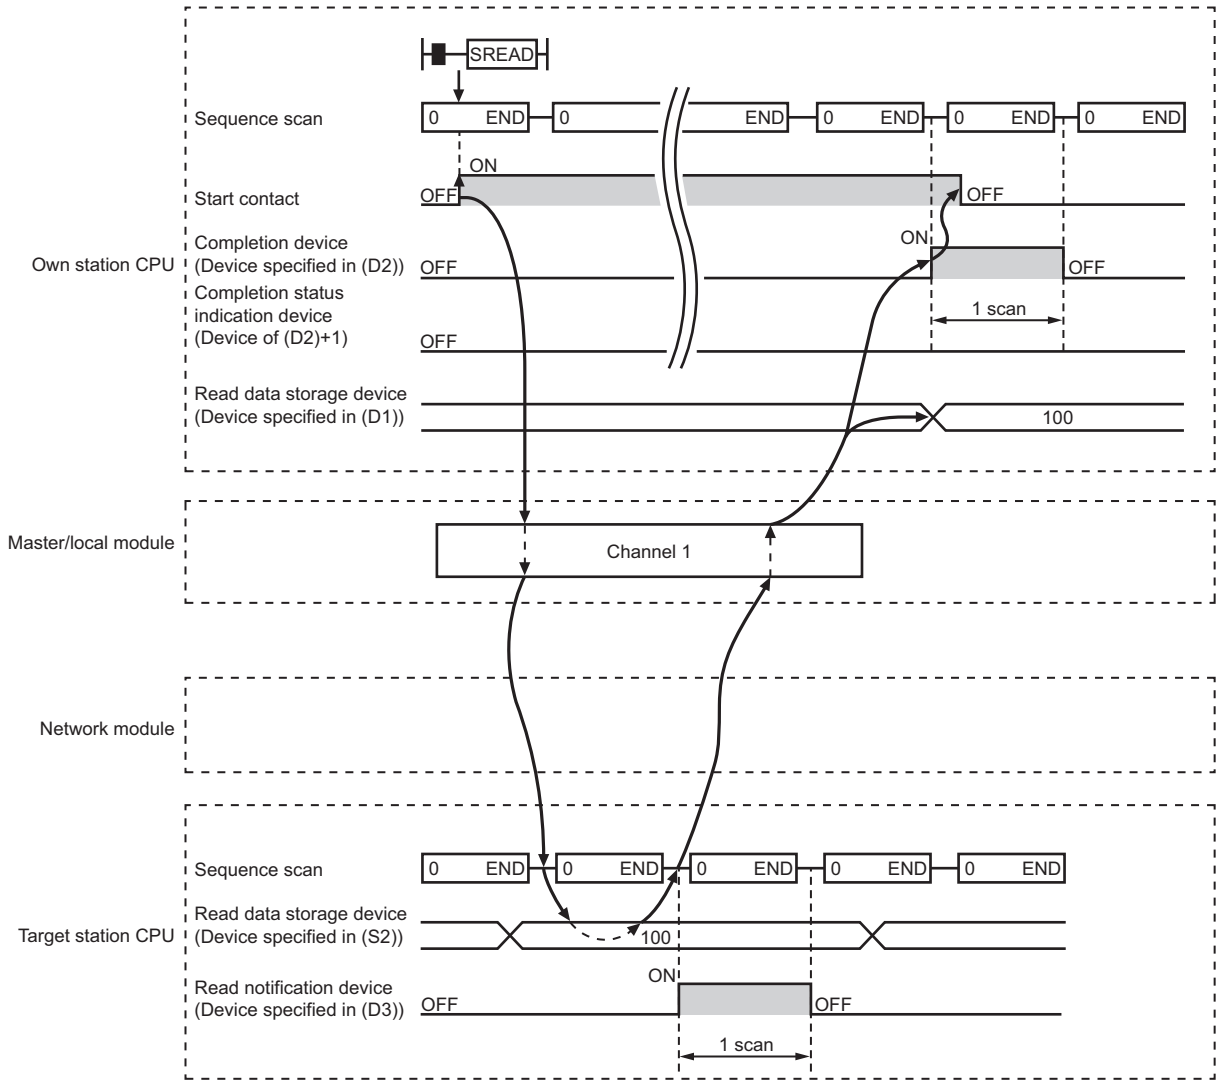 SREAD
Sequence scan
0 END 0 END 0 END 0 END 0 END
ON
Start contact
OFF
OFF
Own station CPU
Completion device
(Device specified in (D2))
ON
OFF
OFF
Completion status
indication device
(Device of (D2)+1)
1 scan
OFF
Read data storage device
(Device specified in (D1))
100
Master/local module
Channel 1
Network module
Target station CPU
Sequence scan
0 END 0 END 0 END 0 END 0 END
Read data storage device
(Device specified in (S2))
100
Read notification device
(Device specified in (D3))
ON
OFF
OFF
1 scan